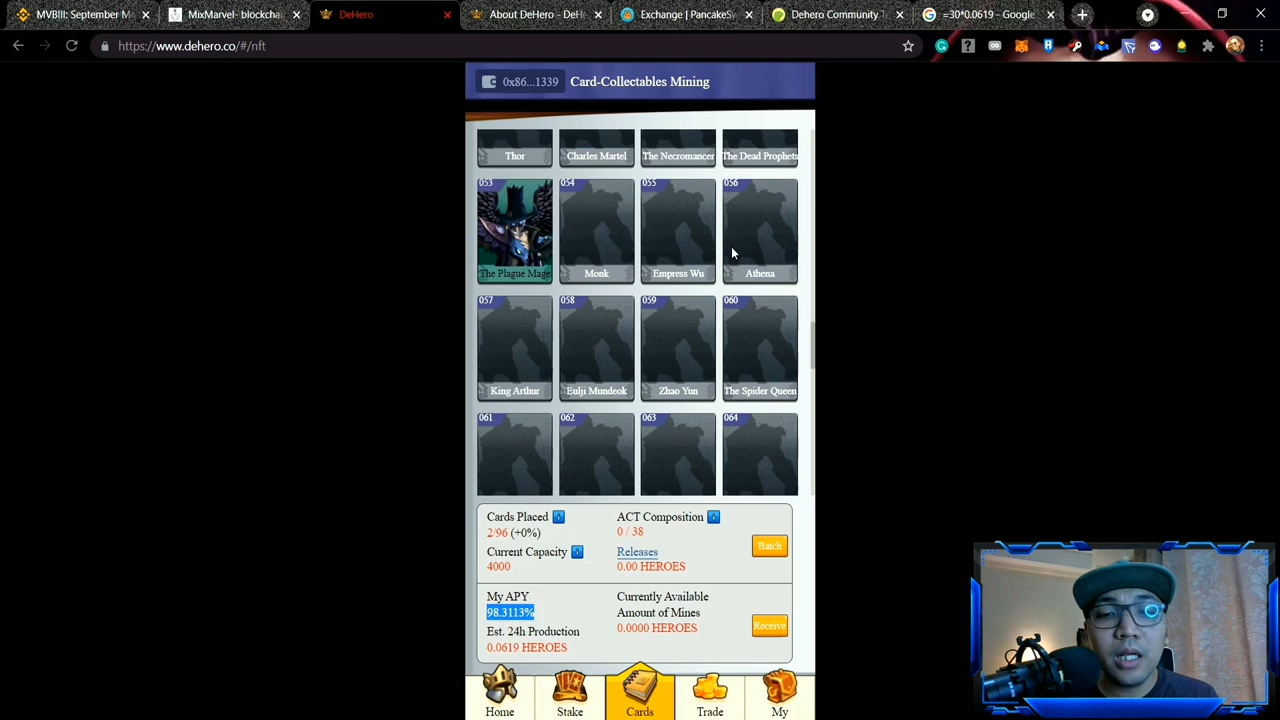 MVBIII: September M
MixMarvel- blockcha
DeHero
About DeHero - DeH
Exchange | PancakeSw
Dehero Community
=30*0.0619 - Google
https://www.dehero.co/#/nft
0x86...1339
Card-Collectables Mining
Thor
Charles Martel
The Necromancer
The Dead Prophets
053
054
055
056
The Plague Mage
Monk
Empress Wu
Athena
057
058
059
060
King Arthur
Eulji Mundeok
Zhao Yun
The Spider Queen
061
062
063
064
Cards Placed
2/96 (+0%)
ACT Composition
0 / 38
Current Capacity
4000
Releases
0.00 HEROES
Batch
My APY
98.3113%
Est. 24h Production
0.0619 HEROES
Currently Available
Amount of Mines
0.0000 HEROES
Receive
Home
Stake
Cards
Trade
My